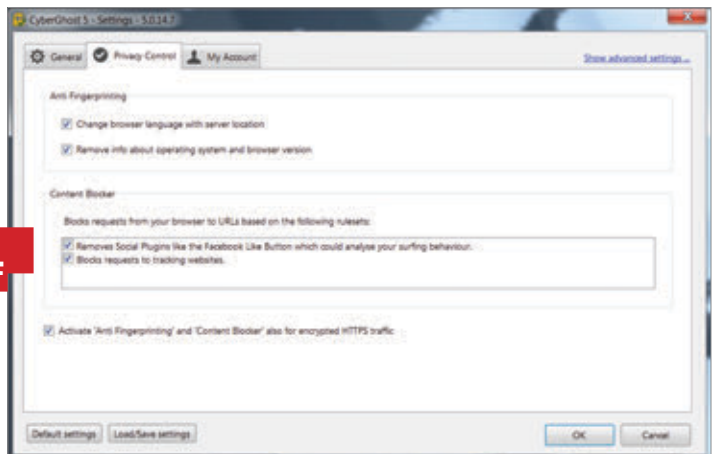 CyberGhost 5 - Settings - 5.0.14.7
General Privacy Control My Account Show advanced settings ...
Anti Fingerprinting
Change browser language with server location
Remove info about operating system and browser version
Content Blocker
Blocks requests from your browser to URLs based on the following rulesets:
Removes Social Plugins like the Facebook Like Button which could analyse your surfing behaviour.
Blocks requests to tracking websites.
Activate 'Anti Fingerprinting' and 'Content Blocker' also for encrypted HTTPS traffic
Default settings Load/Save settings OK Cancel